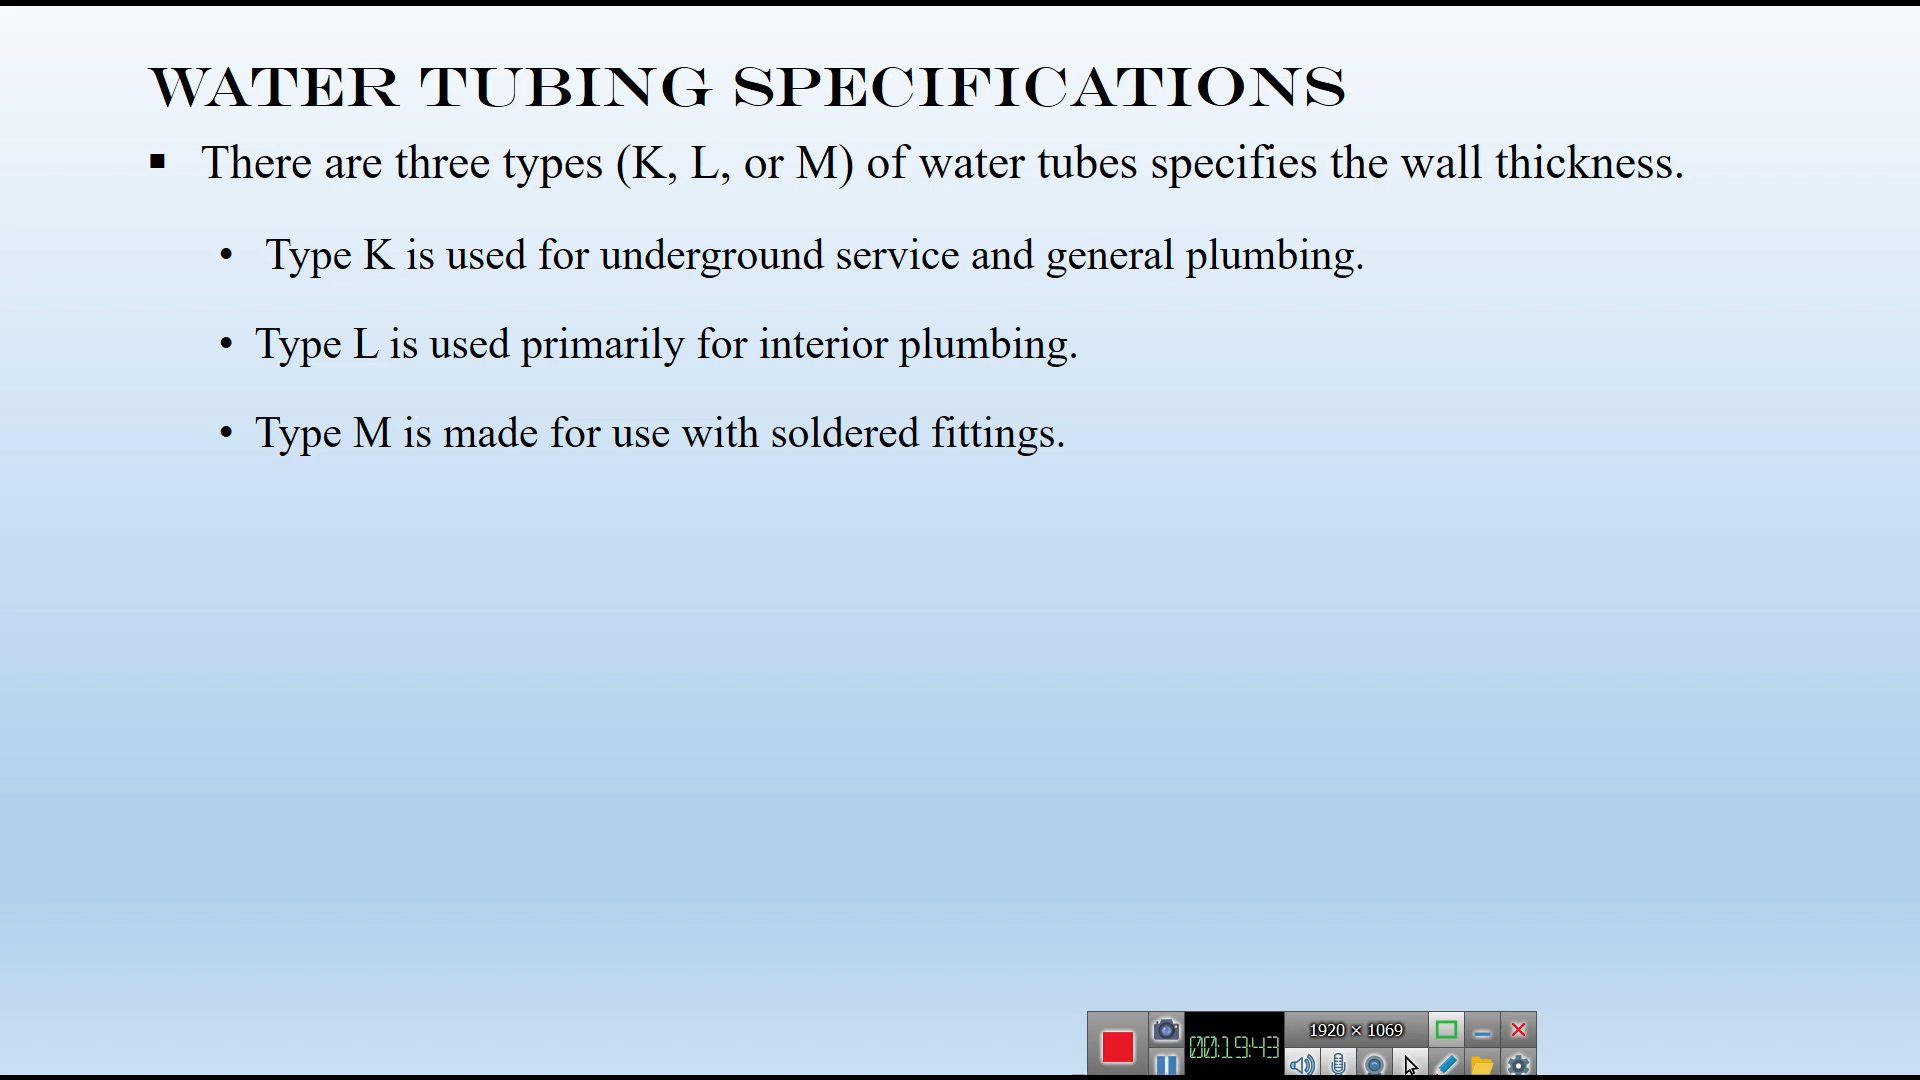 WATER TUBING SPECIFICATIONS
▪ There are three types (K, L, or M) of water tubes specifies the wall thickness.
• Type K is used for underground service and general plumbing.
• Type L is used primarily for interior plumbing.
• Type M is made for use with soldered fittings.
00:19:43
1920 × 1069